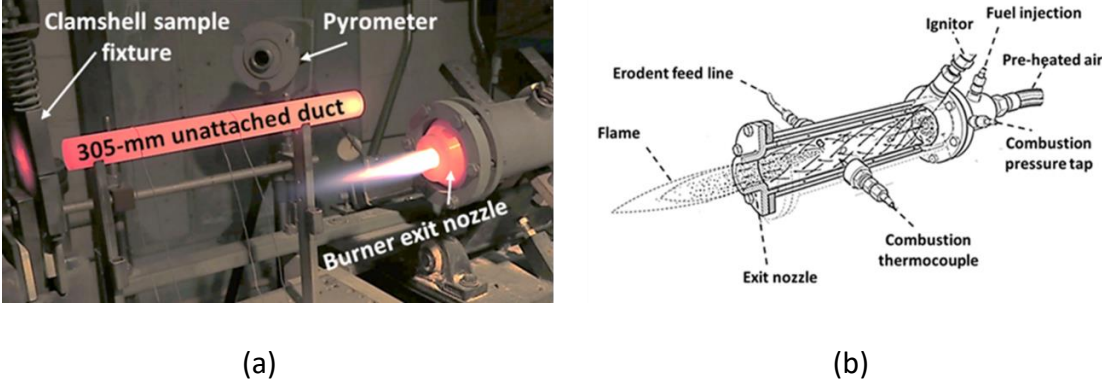 Clamshell sample
fixture
Pyrometer
305-mm unattached duct
Burner exit nozzle
(a)
Ignitor
Fuel injection
Pre-heated air
Erodent feed line
Flame
Combustion
pressure tap
Combustion
thermocouple
Exit nozzle
(b)